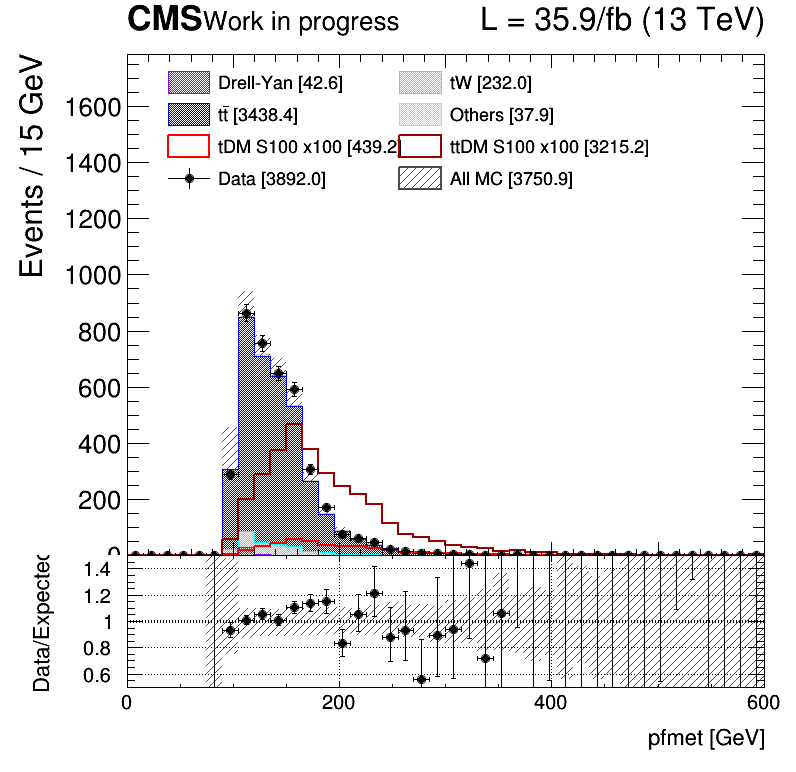 CMS Work in progress L = 35.9/fb (13 TeV)
Events / 15 GeV
1600
1400
1200
1000
800
600
400
200
0
Drell-Yan [42.6] tW [232.0]
tt̄ [3438.4] Others [37.9]
tDM S100 x100 [439.2] ttDM S100 x100 [3215.2]
Data [3892.0] All MC [3750.9]
Data/Expected
1.4
1.2
1
0.8
0.6
0 200 400 600
pfmet [GeV]